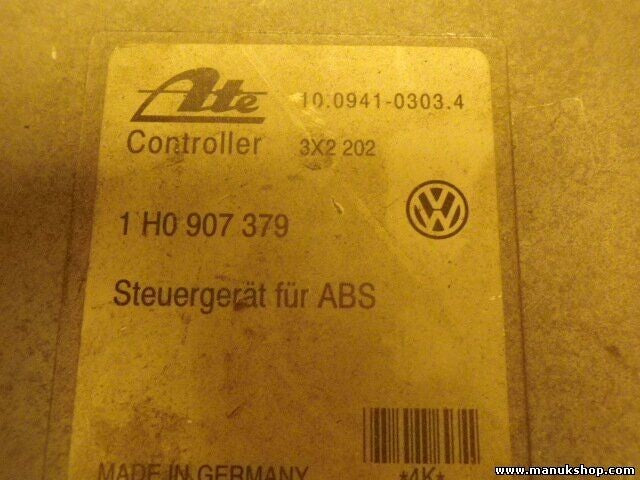 Ate 10.0941-0303.4
Controller 3X2 202
1 H0 907 379
Steuergerät für ABS
*4K*
MADE IN GERMANY
www.manukshop.com